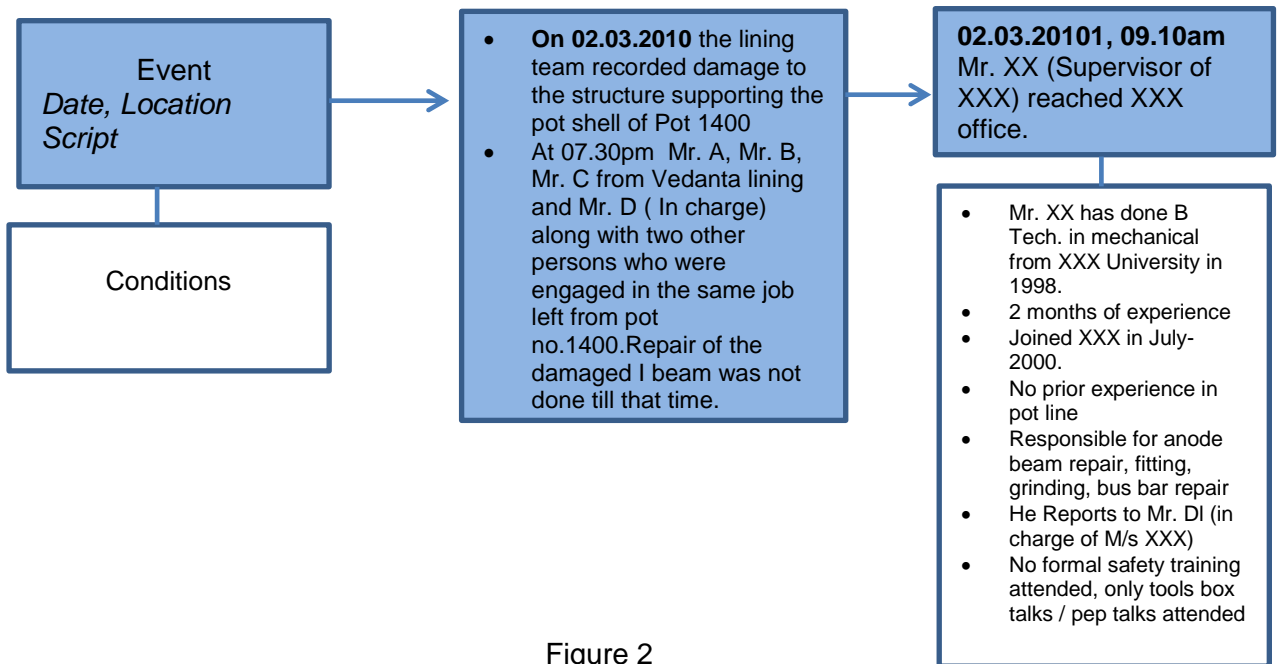 Event
Date, Location
Script
Conditions
• On 02.03.2010 the lining
team recorded damage to
the structure supporting the
pot shell of Pot 1400
• At 07.30pm Mr. A, Mr. B,
Mr. C from Vedanta lining
and Mr. D ( In charge)
along with two other
persons who were
engaged in the same job
left from pot
no.1400.Repair of the
damaged I beam was not
done till that time.
02.03.20101, 09.10am
Mr. XX (Supervisor of
XXX) reached XXX
office.
• Mr. XX has done B
Tech. in mechanical
from XXX University in
1998.
• 2 months of experience
• Joined XXX in July-
2000.
• No prior experience in
pot line
• Responsible for anode
beam repair, fitting,
grinding, bus bar repair
• He Reports to Mr. Dl (in
charge of M/s XXX)
• No formal safety training
attended, only tools box
talks / pep talks attended
Figure 2